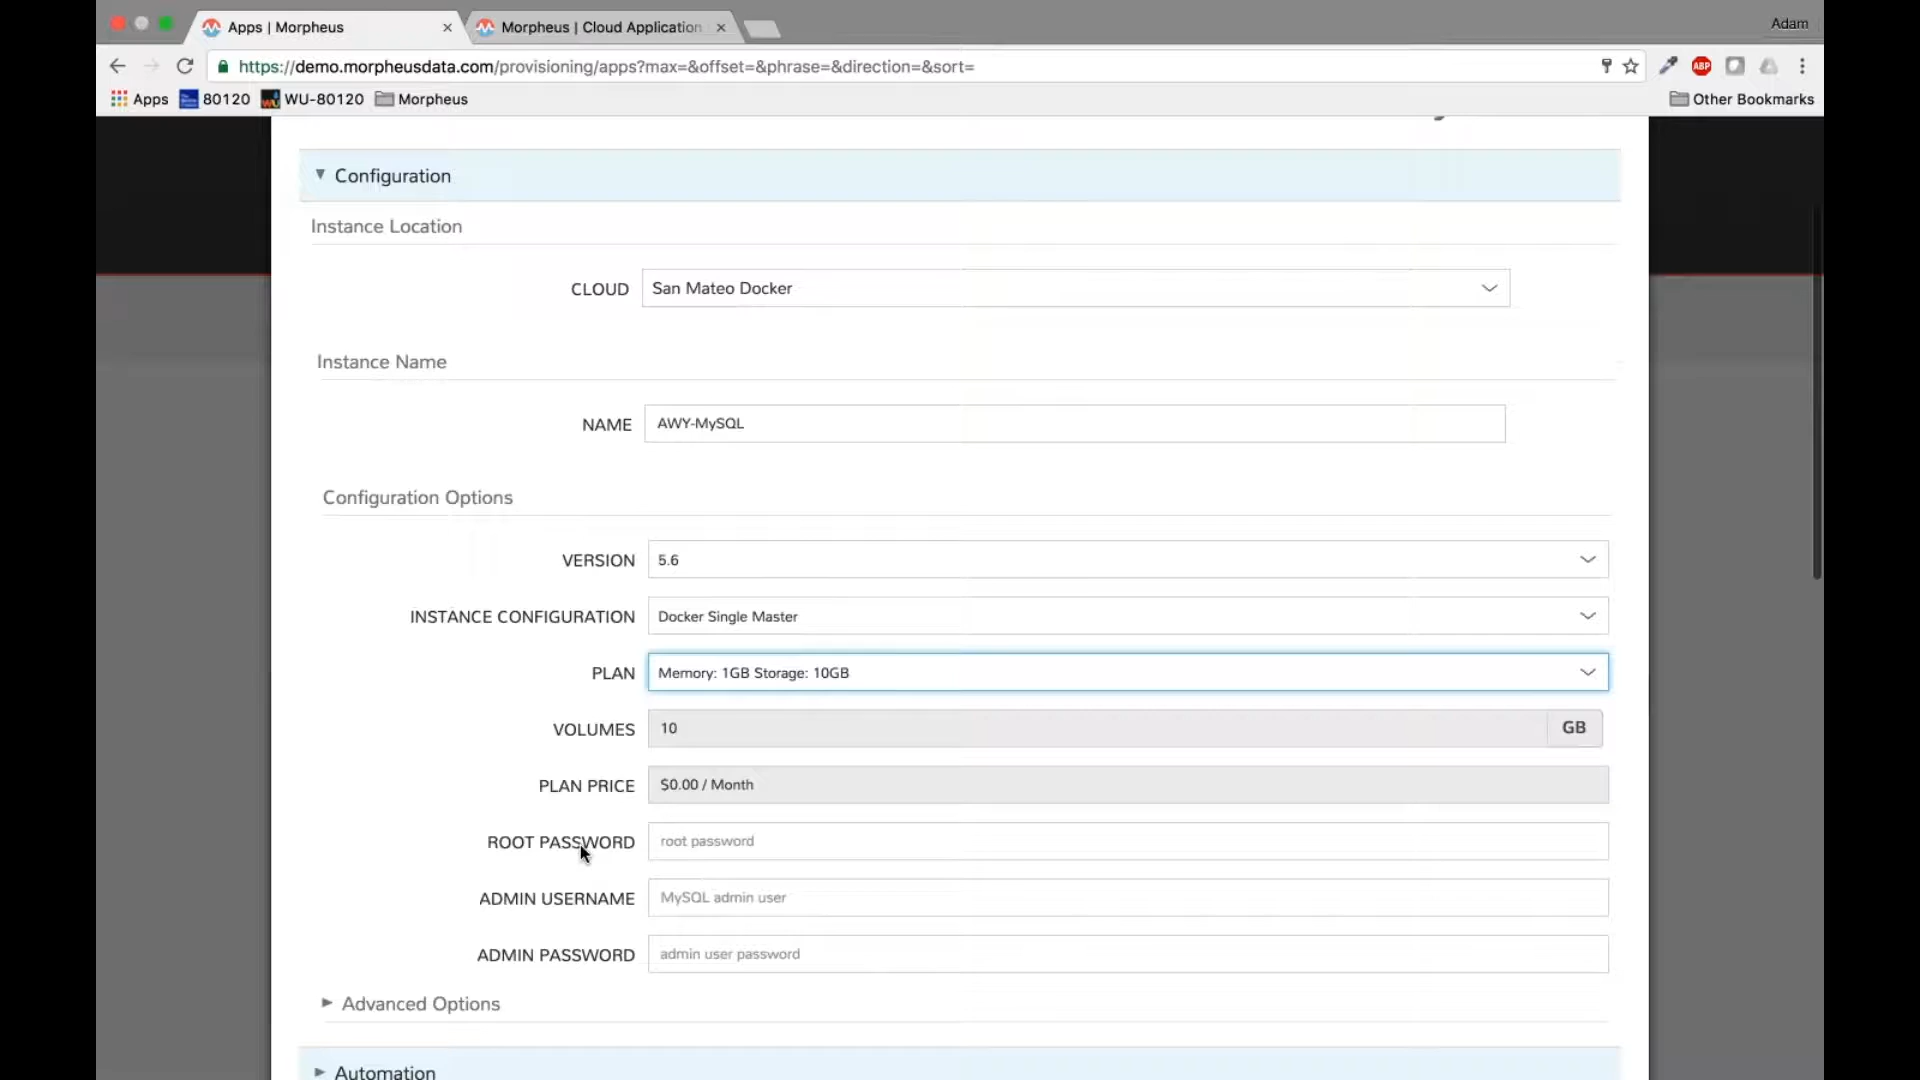 Apps | Morpheus
Morpheus | Cloud Application
Adam
https://demo.morpheusdata.com/provisioning/apps?max=&offset=&phrase=&direction=&sort=
ABP
Apps
80120
WU-80120
Morpheus
Other Bookmarks
Configuration
Instance Location
CLOUD San Mateo Docker
Instance Name
NAME AWY-MySQL
Configuration Options
VERSION 5.6
INSTANCE CONFIGURATION Docker Single Master
PLAN Memory: 1GB Storage: 10GB
VOLUMES 10 GB
PLAN PRICE $0.00 / Month
ROOT PASSWORD root password
ADMIN USERNAME MySQL admin user
ADMIN PASSWORD admin user password
Advanced Options
Automation